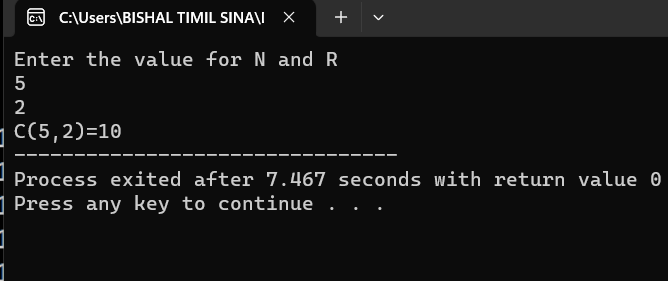 C:\Users\BISHAL TIMIL SINA\I
Enter the value for N and R
5
2
C(5,2)=10
--------------------------------
Process exited after 7.467 seconds with return value 0
Press any key to continue . . .